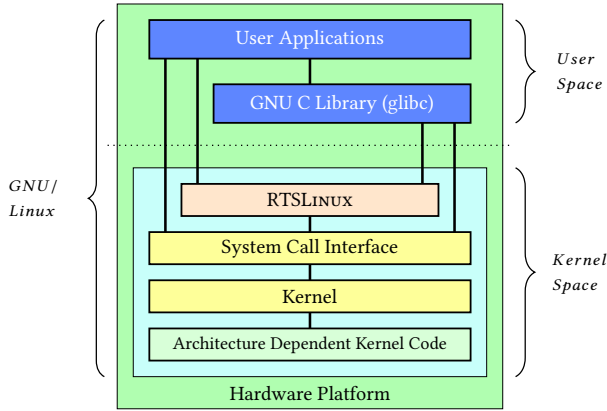 User Applications
User
Space
GNU C Library (glibc)
GNU/
Linux
RTSLINUX
System Call Interface
Kernel
Space
Kernel
Architecture Dependent Kernel Code
Hardware Platform